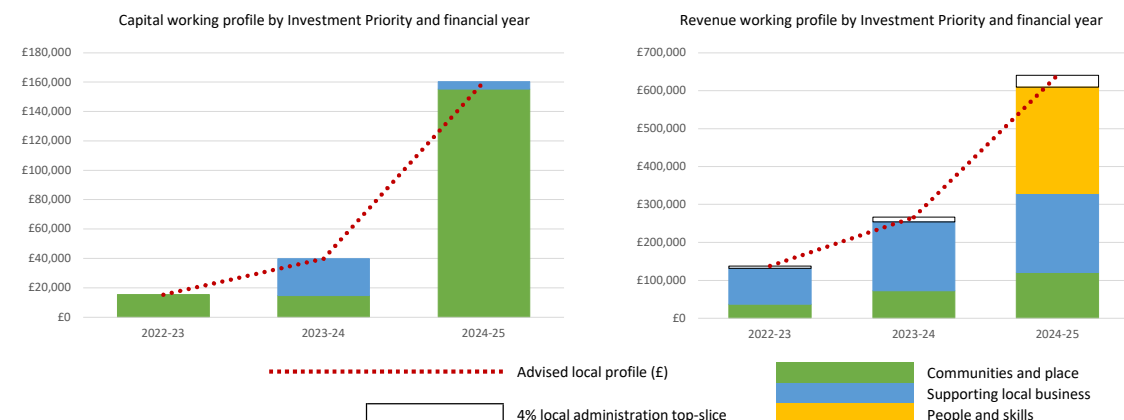 Capital working profile by Investment Priority and financial year
£180,000
£160,000
£140,000
£120,000
£100,000
£80,000
£60,000
£40,000
£20,000
£0
2022-23 2023-24 2024-25
Revenue working profile by Investment Priority and financial year
£700,000
£600,000
£500,000
£400,000
£300,000
£200,000
£100,000
£0
2022-23 2023-24 2024-25
Advised local profile (£)
4% local administration top-slice
Communities and place
Supporting local business
People and skills